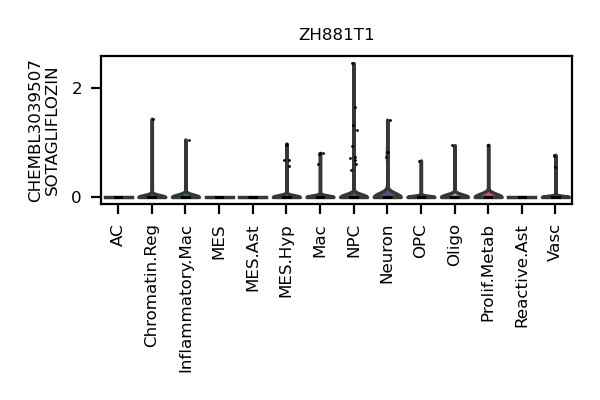 ZH881T1
CHEMBL3039507
SOTAGLIFLOZIN
2
0
AC
Chromatin.Reg
Inflammatory.Mac
MES
MES.Ast
MES.Hyp
Mac
NPC
Neuron
OPC
Oligo
Prolif.Metab
Reactive.Ast
Vasc